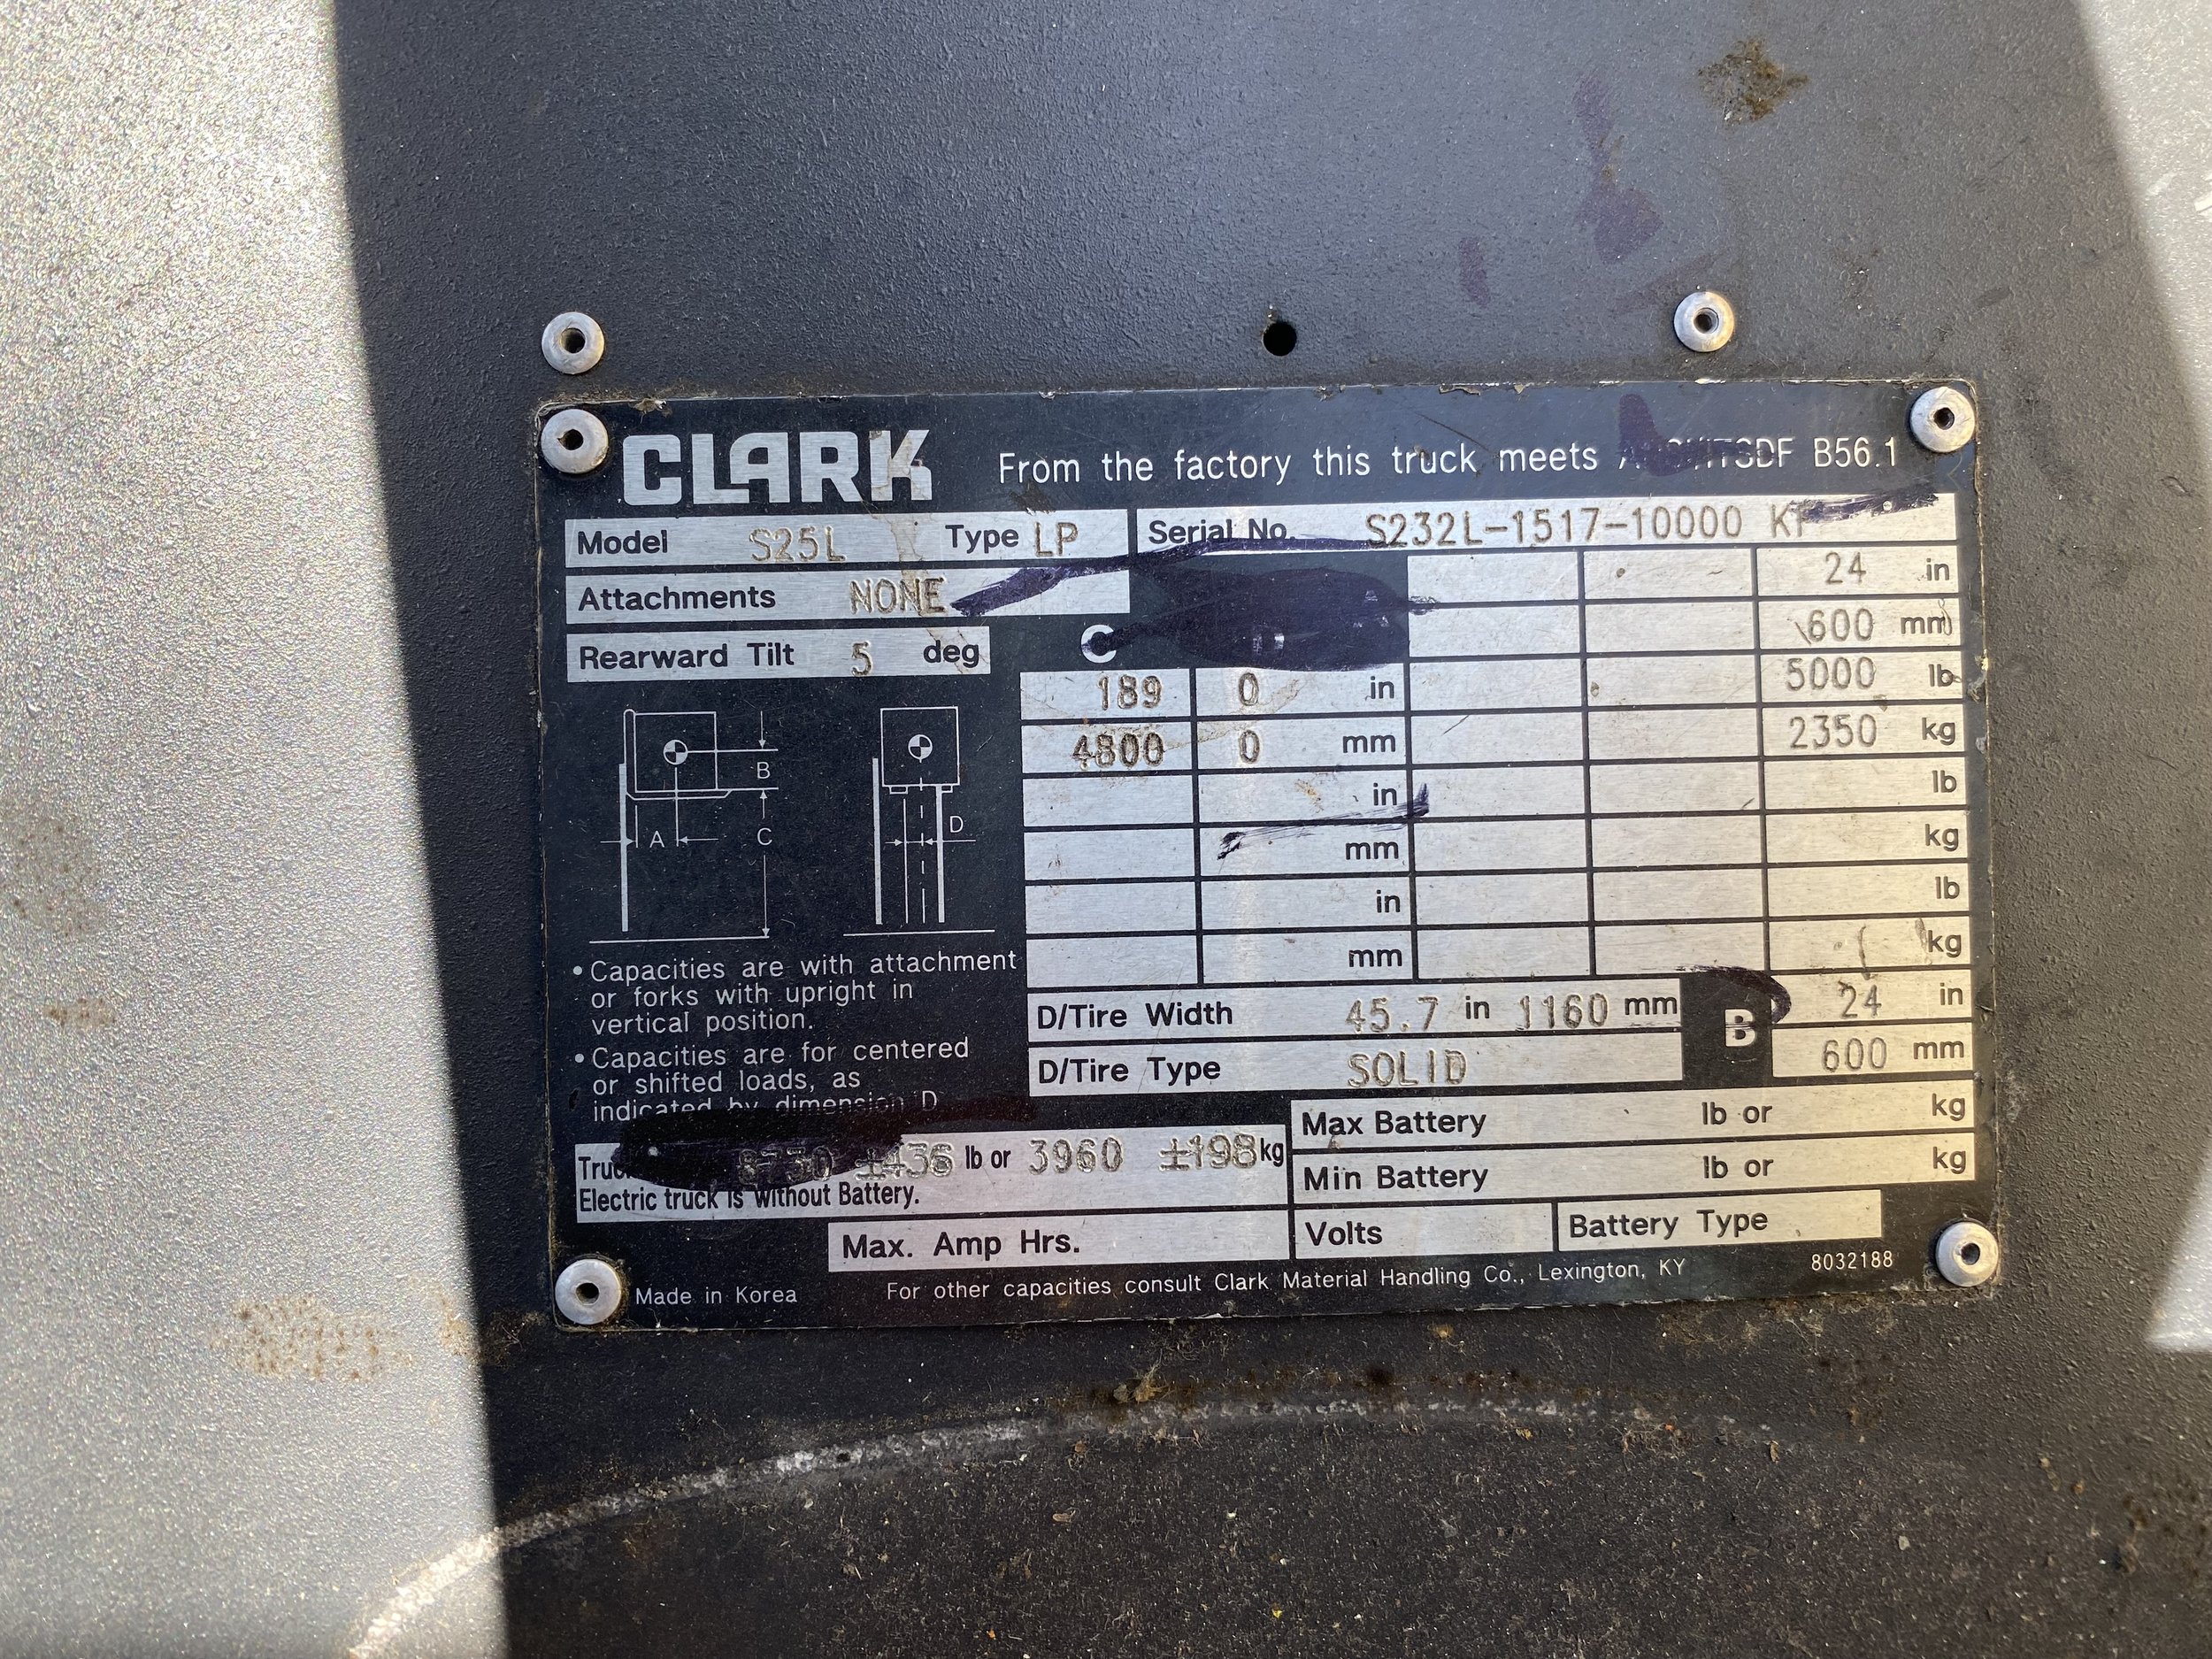 CLARK From the factory this truck meets B56.1
Model S25L Type LP Serial No. S232L-1517-10000
Attachments NONE
24 in
600 mm
Rearward Tilt 5 deg
C
189 0 in 5000 lb
4800 0 mm 2350 kg
in lb
mm kg
in lb
mm kg
A B C D
• Capacities are with attachment
or forks with upright in
vertical position.
• Capacities are for centered
or shifted loads, as
indicated by dimension D
D/Tire Width 45.7 in 1160 mm
D/Tire Type SOLID
B 24 in
600 mm
8730 ±436 lb or 3960 ±198 kg
Electric truck is without Battery.
Max Battery lb or kg
Min Battery lb or kg
Max. Amp Hrs. Volts Battery Type
Made in Korea For other capacities consult Clark Material Handling Co., Lexington, KY 8032188